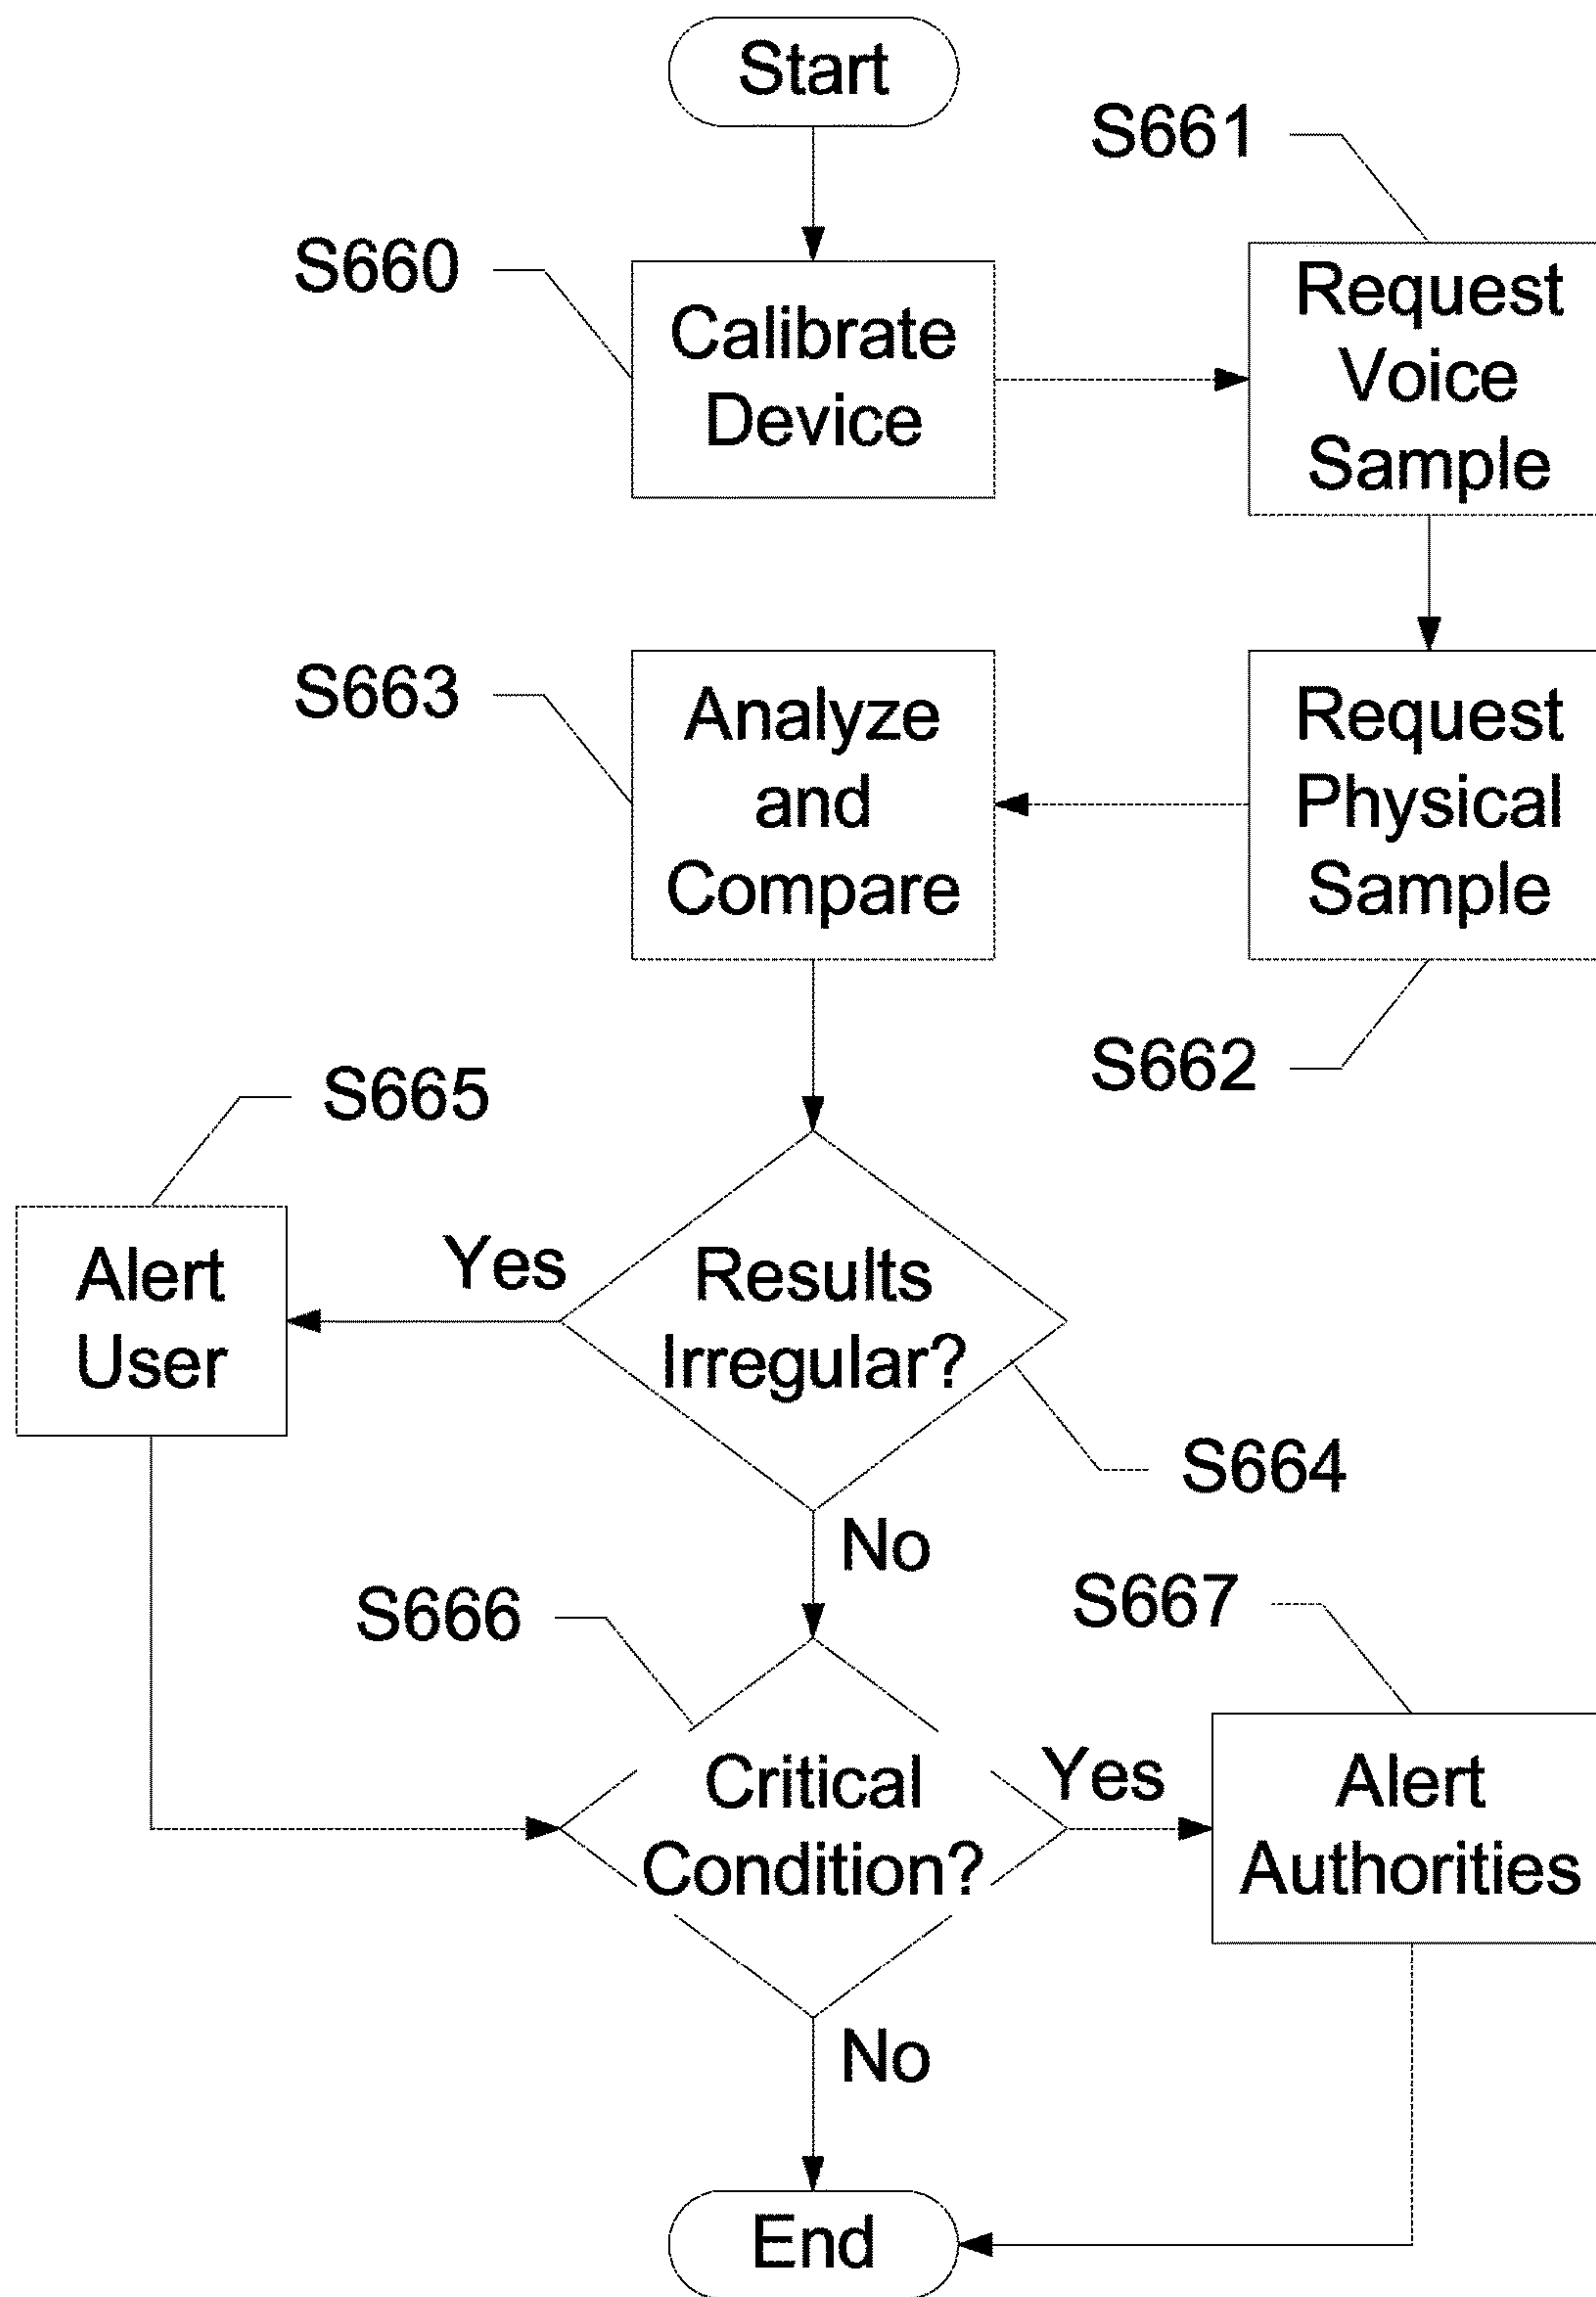 Start
S661
S660
Calibrate
Device
Request
Voice
Sample
S663
Analyze
and
Compare
Request
Physical
Sample
S662
S665
Alert
User
Yes
Results
Irregular?
S664
No
S666
S667
Critical
Condition?
Yes
Alert
Authorities
No
End